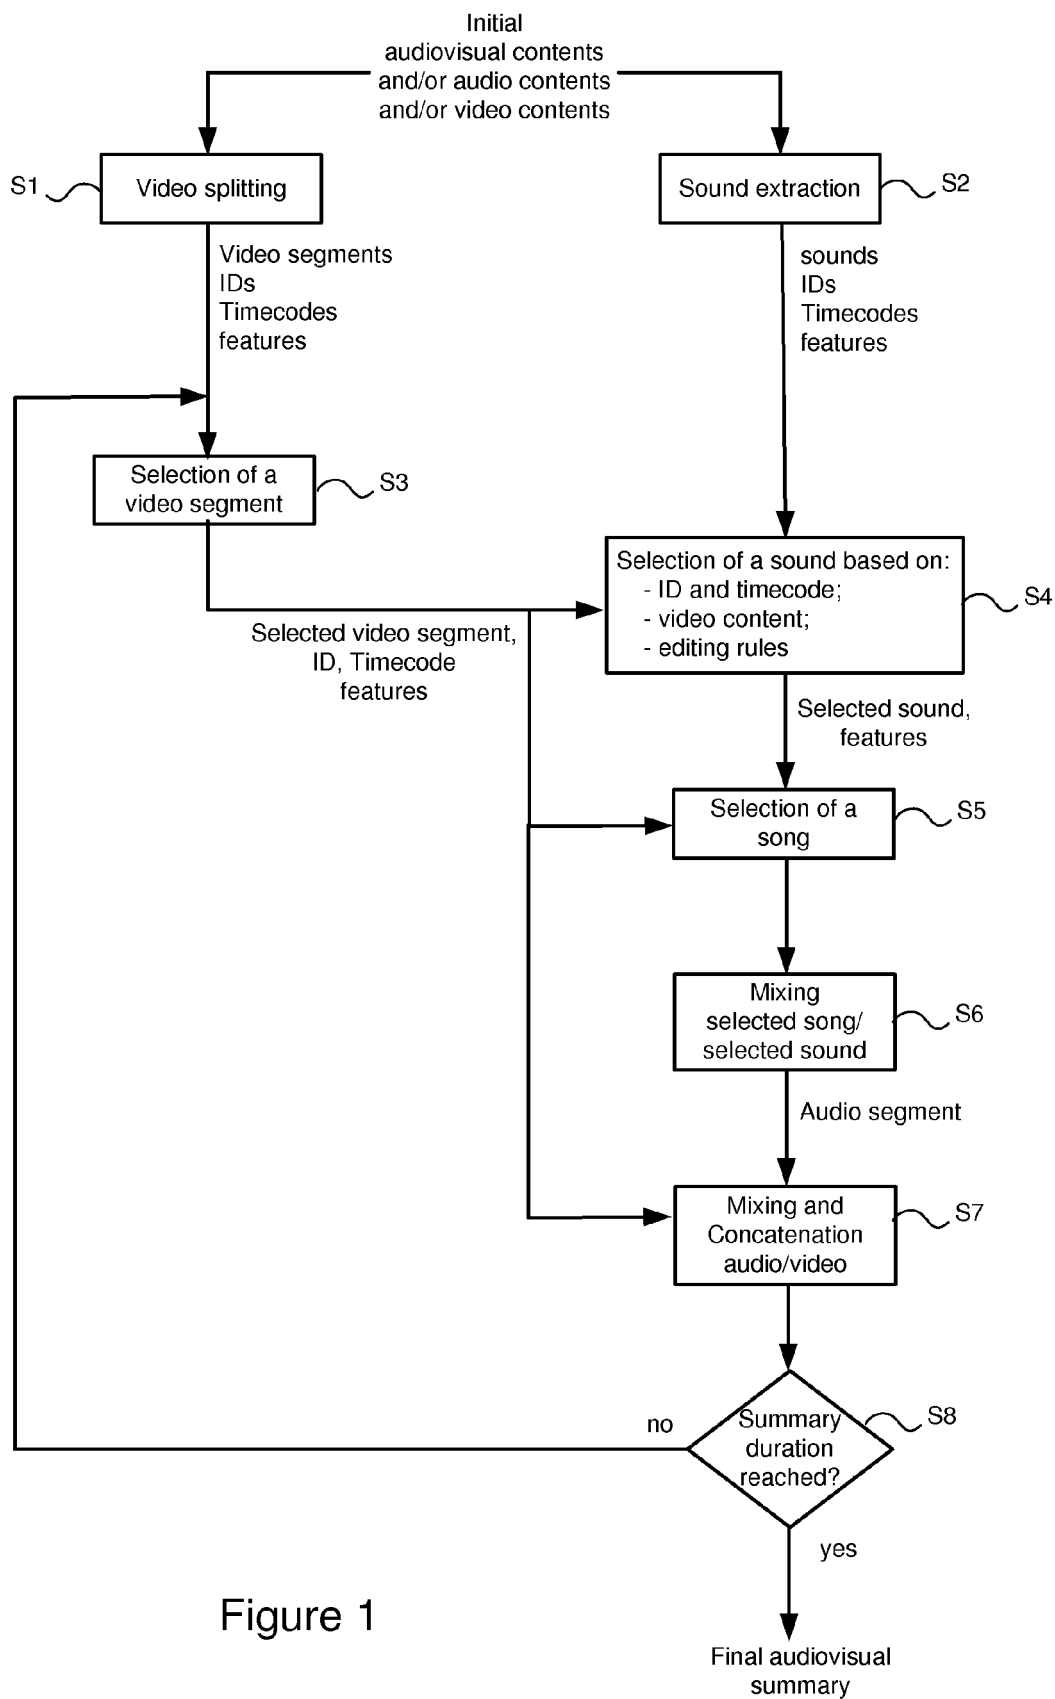 Initial
audiovisual contents
and/or audio contents
and/or video contents
S1
Video splitting
Sound extraction
S2
Video segments
IDs
Timecodes
features
sounds
IDs
Timecodes
features
Selection of a
video segment
S3
Selection of a sound based on:
- ID and timecode;
- video content;
- editing rules
S4
Selected video segment,
ID, Timecode
features
Selected sound,
features
Selection of a
song
S5
Mixing
selected song/
selected sound
S6
Audio segment
Mixing and
Concatenation
audio/video
S7
Summary
duration
reached?
S8
no
yes
Figure 1
Final audiovisual
summary